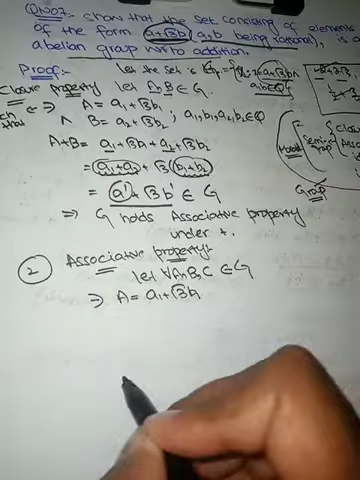 QNo7:- Show that the set consisting of elements
of the form a+√3b (a,b being rational), is a
abelian group w.r.to addition.
Proof:- let the set is G = {x: x=a+√3b ∧
a,b∈Q}
Closure property let A,B ∈ G.
⇔ A = a₁+√3b₁
∧ B = a₂+√3b₂ ; a₁,b₁,a₂,b₂∈Q
A+B = a₁+√3b₁+a₂+√3b₂
= (a₁+a₂)+√3(b₁+b₂)
= a'+√3b' ∈ G
⇒ G holds Associative property
under +.
② Associative property:
let ∀A,B,C ∈G
⇒ A = a₁+√3b₁
Semi
Group